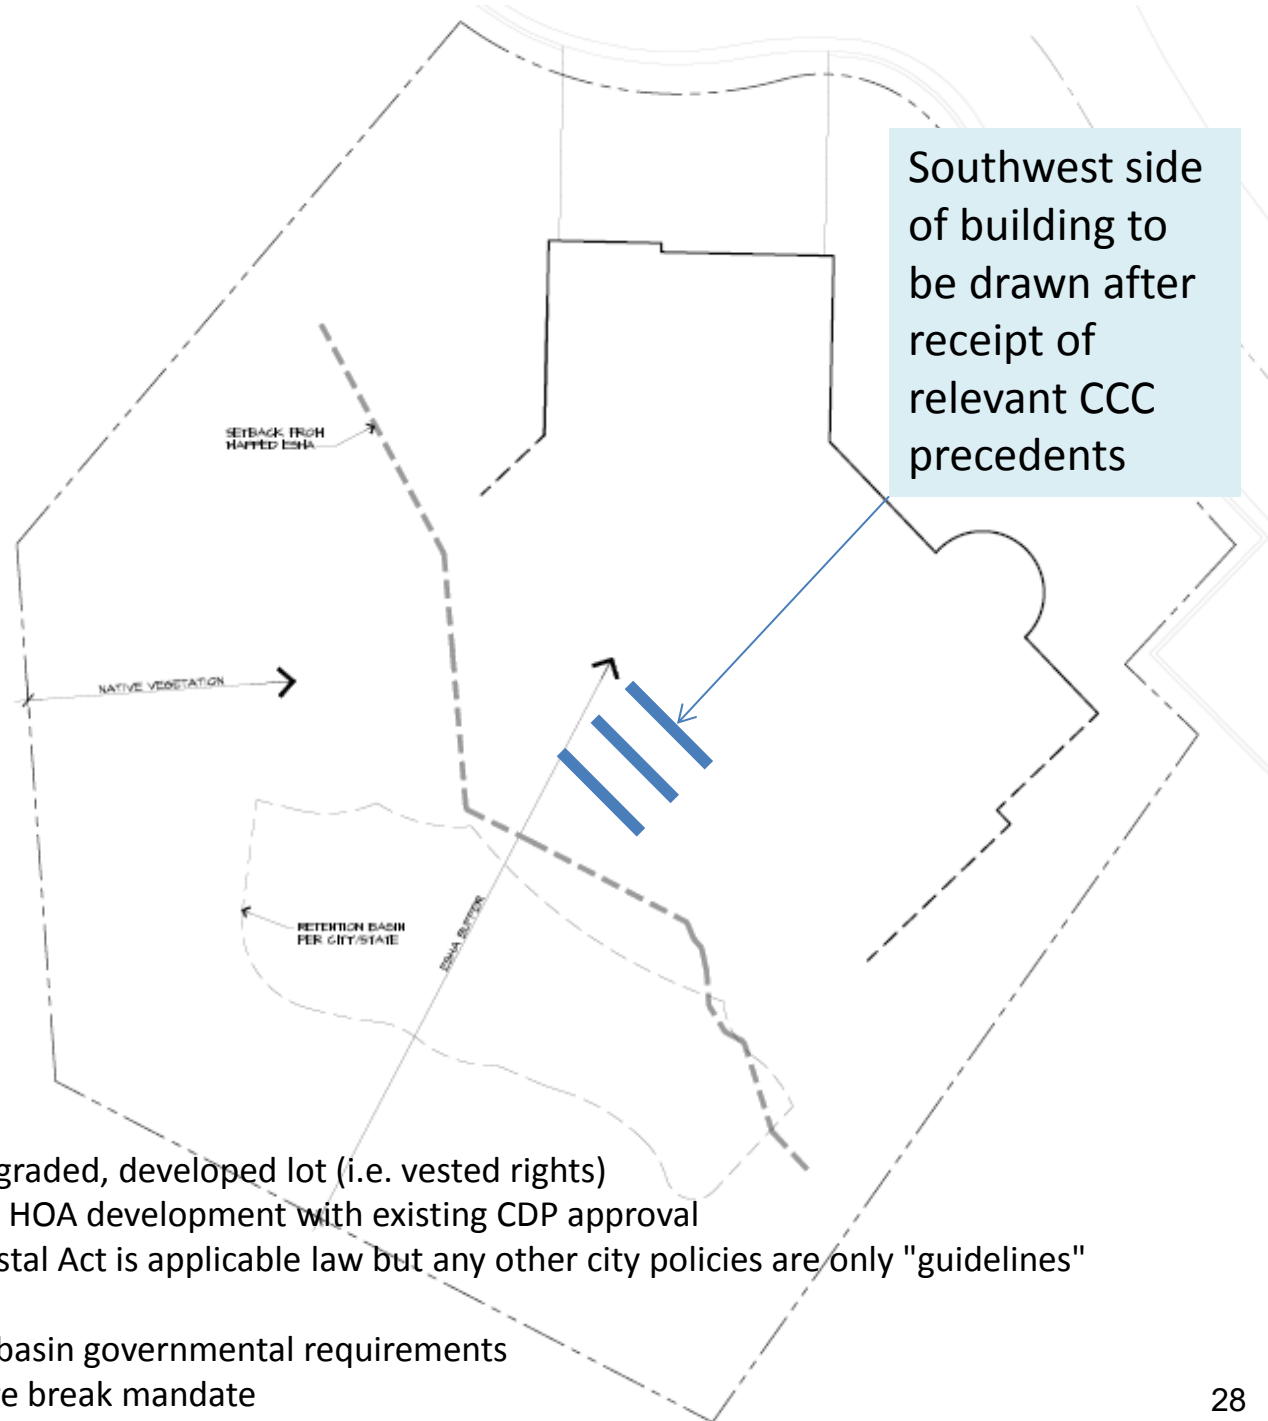 Southwest side
of building to
be drawn after
receipt of
relevant CCC
precedents
SETBACK FROM
MAPPED ESHA
NATIVE VEGETATION
RETENTION BASIN
PER CITY/STATE
ESHA BUFFER
graded, developed lot (i.e. vested rights)
HOA development with existing CDP approval
stal Act is applicable law but any other city policies are only "guidelines"
basin governmental requirements
re break mandate
28